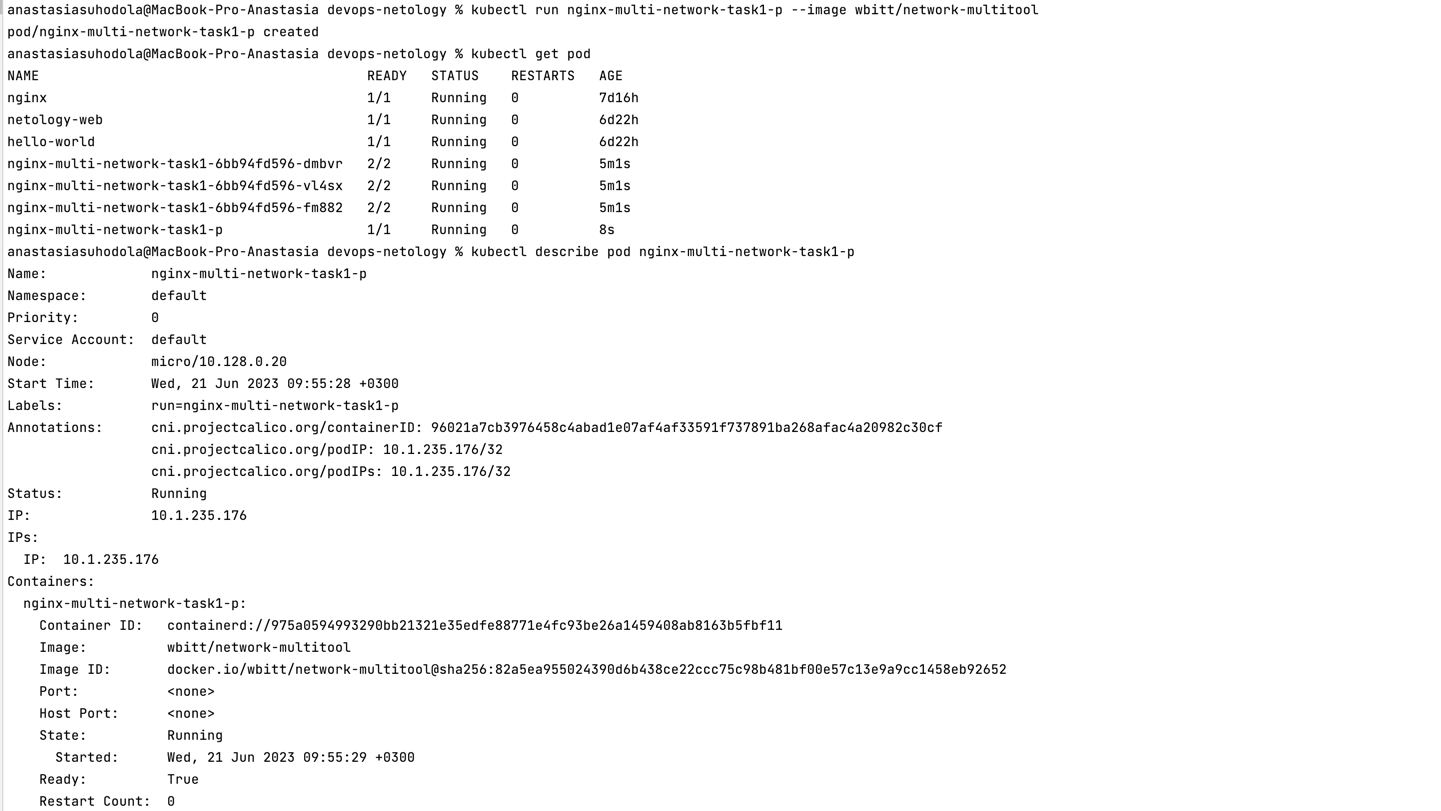 anastasiasuhodola@MacBook-Pro-Anastasia devops-netology % kubectl run nginx-multi-network-task1-p --image wbitt/network-multitool
pod/nginx-multi-network-task1-p created
anastasiasuhodola@MacBook-Pro-Anastasia devops-netology % kubectl get pod
NAME                                         READY   STATUS    RESTARTS   AGE
nginx                                        1/1     Running   0          7d16h
netology-web                                 1/1     Running   0          6d22h
hello-world                                  1/1     Running   0          6d22h
nginx-multi-network-task1-6bb94fd596-dmbvr   2/2     Running   0          5m1s
nginx-multi-network-task1-6bb94fd596-vl4sx   2/2     Running   0          5m1s
nginx-multi-network-task1-6bb94fd596-fm882   2/2     Running   0          5m1s
nginx-multi-network-task1-p                  1/1     Running   0          8s
anastasiasuhodola@MacBook-Pro-Anastasia devops-netology % kubectl describe pod nginx-multi-network-task1-p
Name:             nginx-multi-network-task1-p
Namespace:        default
Priority:         0
Service Account:  default
Node:             micro/10.128.0.20
Start Time:       Wed, 21 Jun 2023 09:55:28 +0300
Labels:           run=nginx-multi-network-task1-p
Annotations:      cni.projectcalico.org/containerID: 96021a7cb3976458c4abad1e07af4af33591f737891ba268afac4a20982c30cf
                  cni.projectcalico.org/podIP: 10.1.235.176/32
                  cni.projectcalico.org/podIPs: 10.1.235.176/32
Status:           Running
IP:               10.1.235.176
IPs:
  IP:  10.1.235.176
Containers:
  nginx-multi-network-task1-p:
    Container ID:   containerd://975a0594993290bb21321e35edfe88771e4fc93be26a1459408ab8163b5fbf11
    Image:          wbitt/network-multitool
    Image ID:       docker.io/wbitt/network-multitool@sha256:82a5ea955024390d6b438ce22ccc75c98b481bf00e57c13e9a9cc1458eb92652
    Port:           <none>
    Host Port:      <none>
    State:          Running
      Started:      Wed, 21 Jun 2023 09:55:29 +0300
    Ready:          True
    Restart Count:  0